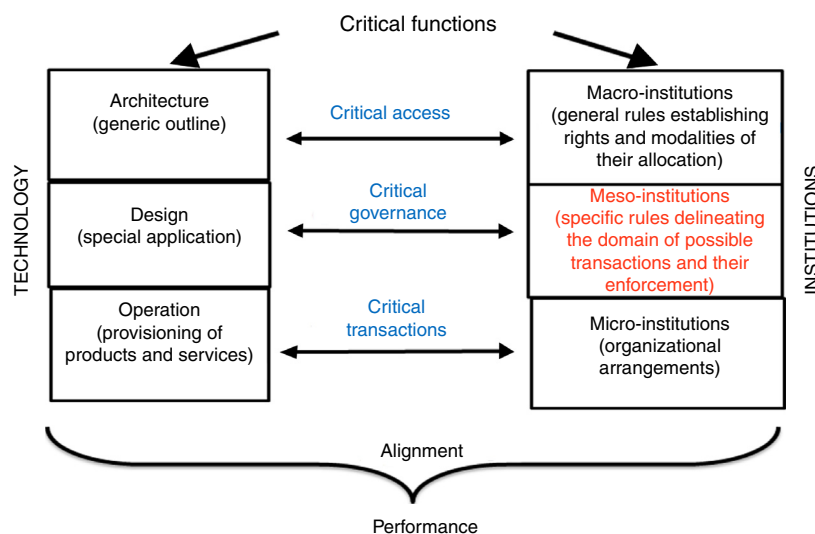 Critical functions
TECHNOLOGY
Architecture
(generic outline)
Critical access
Macro-institutions
(general rules establishing
rights and modalities of
their allocation)
Design
(special application)
Critical
governance
Meso-institutions
(specific rules delineating
the domain of possible
transactions and their
enforcement)
Operation
(provisioning of
products and services)
Critical
transactions
Micro-institutions
(organizational
arrangements)
INSTITUTIONS
Alignment
Performance